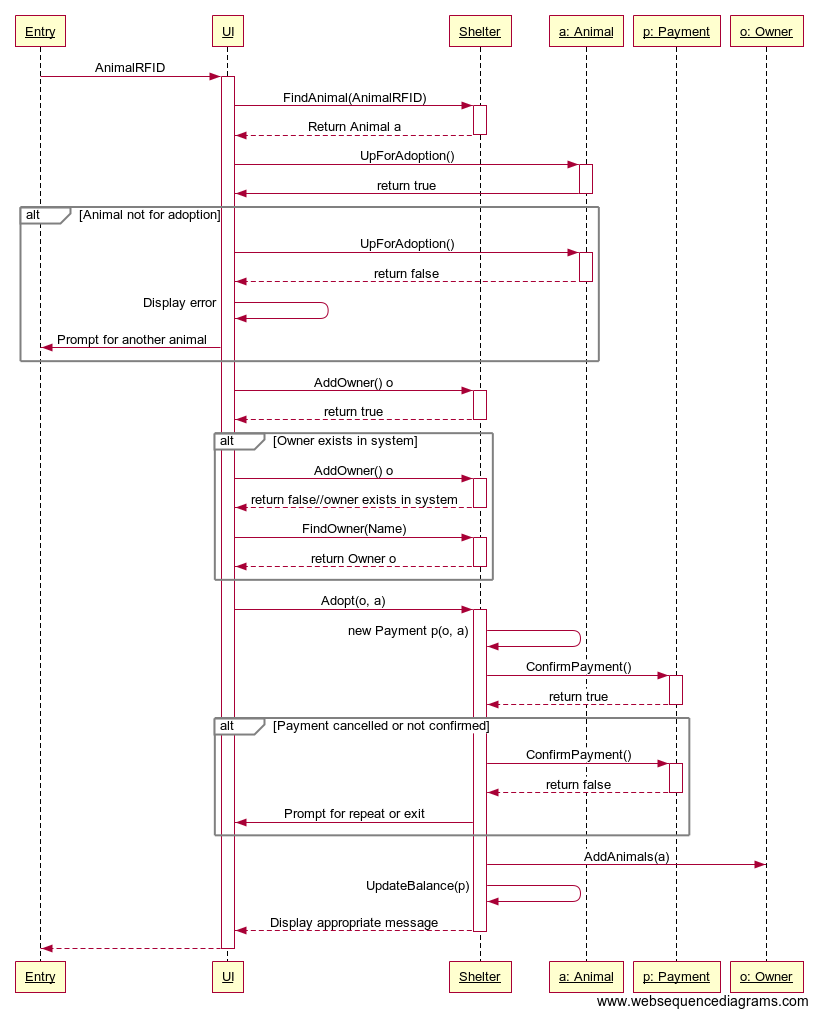 Entry UI Shelter a: Animal p: Payment o: Owner
AnimalRFID
FindAnimal(AnimalRFID)
Return Animal a
UpForAdoption()
return true
alt [Animal not for adoption]
UpForAdoption()
return false
Display error
Prompt for another animal
AddOwner() o
return true
alt [Owner exists in system]
AddOwner() o
return false//owner exists in system
FindOwner(Name)
return Owner o
Adopt(o, a)
new Payment p(o, a)
ConfirmPayment()
return true
alt [Payment cancelled or not confirmed]
ConfirmPayment()
return false
Prompt for repeat or exit
AddAnimals(a)
UpdateBalance(p)
Display appropriate message
Entry UI Shelter a: Animal p: Payment o: Owner
www.websequencediagrams.com